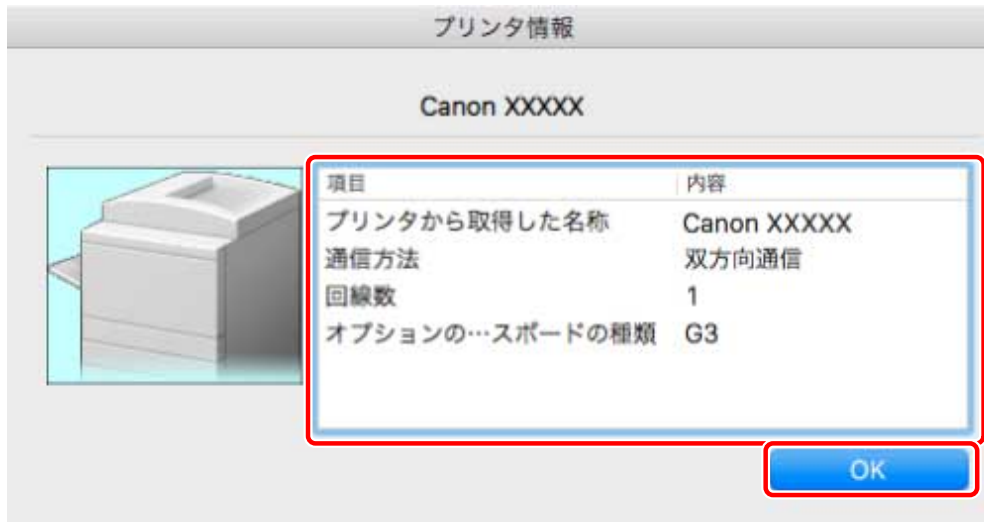 プリンタ情報
Canon XXXXX
項目 内容
プリンタから取得した名称 Canon XXXXX
通信方法 双方向通信
回線数 1
オプションの…スボードの種類 G3
OK